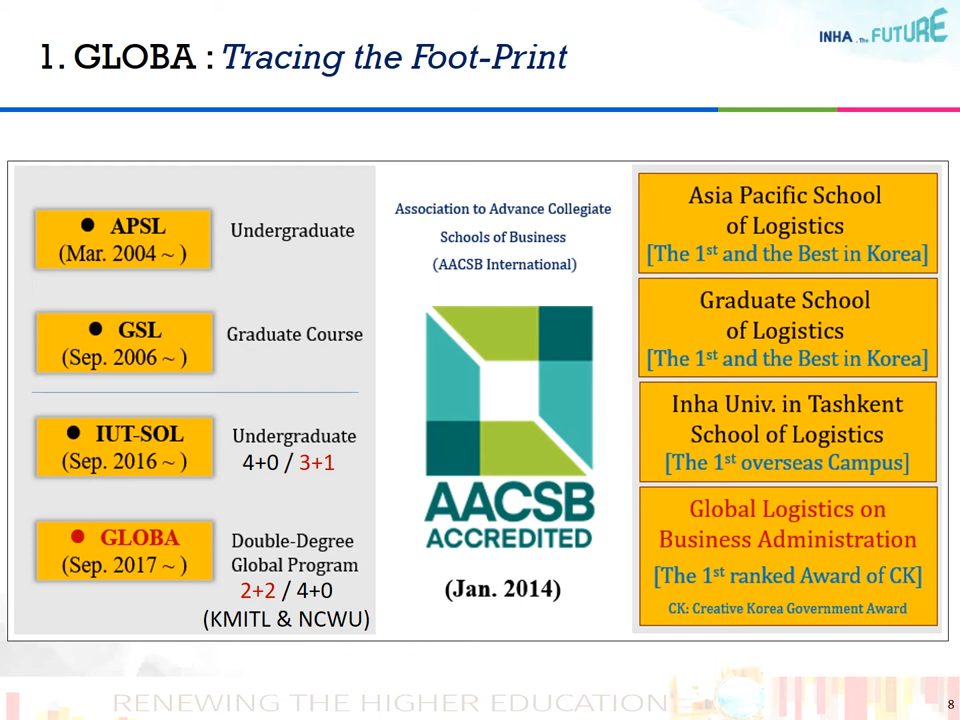 1. GLOBA : Tracing the Foot-Print
INHA . The FUTURE
● APSL
(Mar. 2004 ~ )
Undergraduate
● GSL
(Sep. 2006 ~ )
Graduate Course
● IUT-SOL
(Sep. 2016 ~ )
Undergraduate
4+0 / 3+1
● GLOBA
(Sep. 2017 ~ )
Double-Degree
Global Program
2+2 / 4+0
(KMITL & NCWU)
Association to Advance Collegiate
Schools of Business
(AACSB International)
AACSB
ACCREDITED
(Jan. 2014)
Asia Pacific School
of Logistics
[The 1st and the Best in Korea]
Graduate School
of Logistics
[The 1st and the Best in Korea]
Inha Univ. in Tashkent
School of Logistics
[The 1st overseas Campus]
Global Logistics on
Business Administration
[The 1st ranked Award of CK]
CK: Creative Korea Government Award
RENEWING THE HIGHER EDUCATION
8